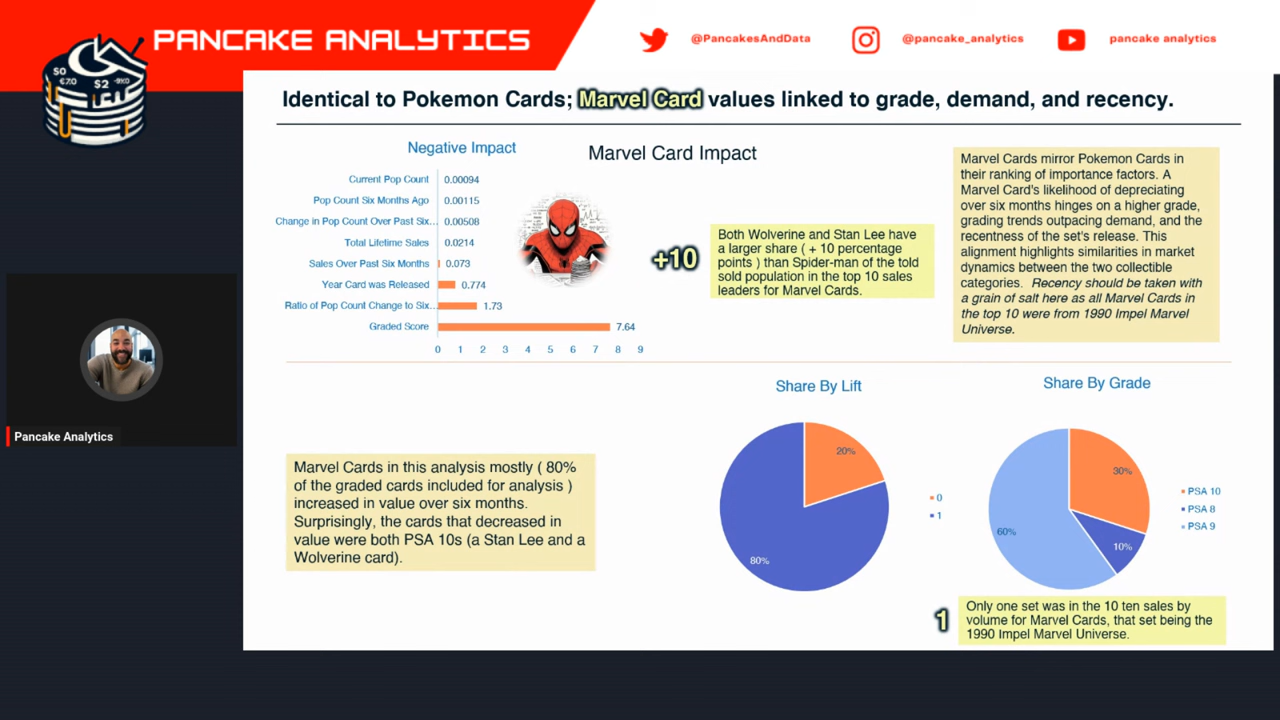 PANCAKE ANALYTICS
@PancakesAndData
@pancake_analytics
pancake analytics
$0
€7.0
$2
Identical to Pokemon Cards; Marvel Card values linked to grade, demand, and recency.
Negative Impact
Current Pop Count 0.00094
Pop Count Six Months Ago 0.00115
Change in Pop Count Over Past Six... 0.00508
Total Lifetime Sales 0.0214
Sales Over Past Six Months 0.073
Year Card was Released 0.774
Ratio of Pop Count Change to Six... 1.73
Graded Score 7.64
0 1 2 3 4 5 6 7 8 9
Marvel Card Impact
+10
Both Wolverine and Stan Lee have
a larger share ( + 10 percentage
points ) than Spider-man of the told
sold population in the top 10 sales
leaders for Marvel Cards.
Marvel Cards mirror Pokemon Cards in
their ranking of importance factors. A
Marvel Card's likelihood of depreciating
over six months hinges on a higher grade,
grading trends outpacing demand, and the
recentness of the set's release. This
alignment highlights similarities in market
dynamics between the two collectible
categories. Recency should be taken with
a grain of salt here as all Marvel Cards in
the top 10 were from 1990 Impel Marvel
Universe.
Pancake Analytics
Marvel Cards in this analysis mostly ( 80%
of the graded cards included for analysis )
increased in value over six months.
Surprisingly, the cards that decreased in
value were both PSA 10s (a Stan Lee and a
Wolverine card).
Share By Lift
20%
80%
0
1
Share By Grade
30%
60%
10%
PSA 10
PSA 8
PSA 9
1
Only one set was in the 10 ten sales by
volume for Marvel Cards, that set being the
1990 Impel Marvel Universe.